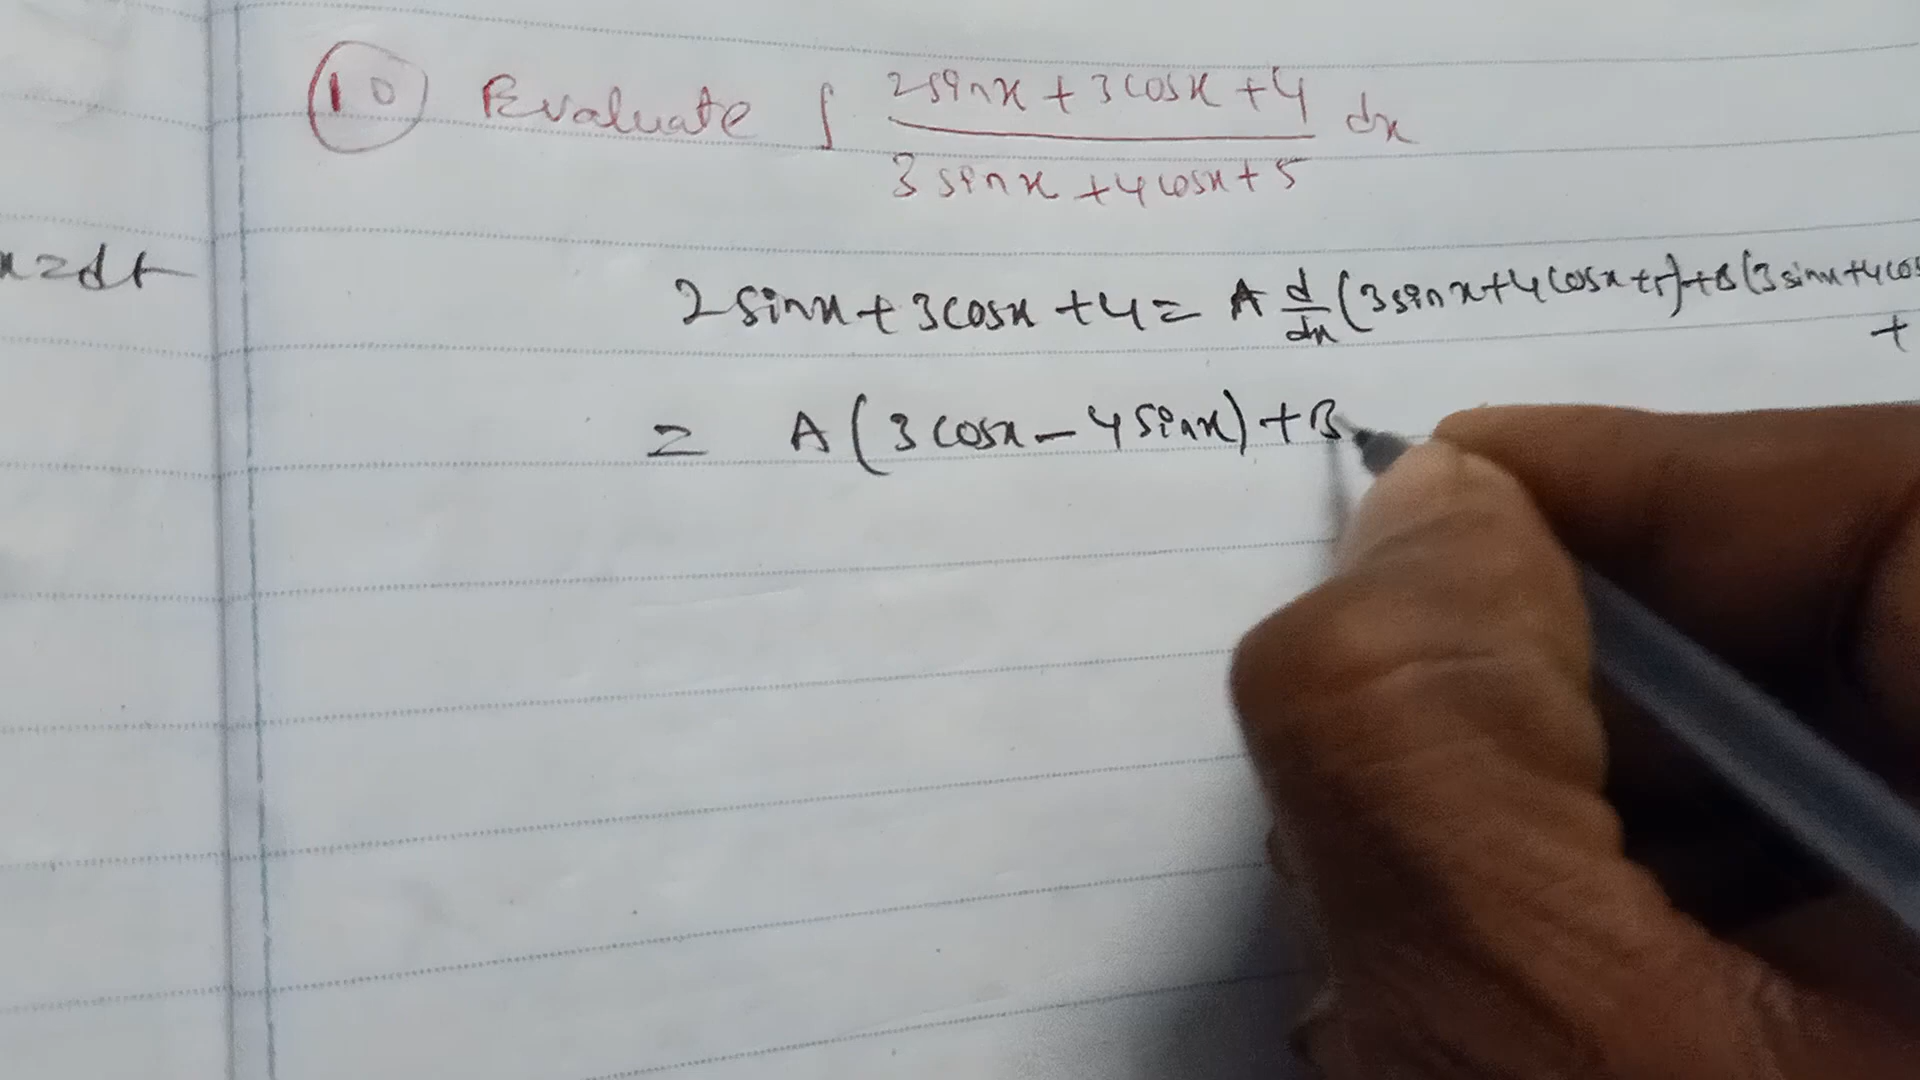 10 Evaluate ∫ (2sinx + 3cosx + 4)/(3sinx + 4cosx + 5) dx
x = dt
2sinx + 3cosx + 4 = A d/dx (3sinx + 4cosx + 5) + B(3sinx + 4cos
+
= A(3cosx - 4sinx) + B